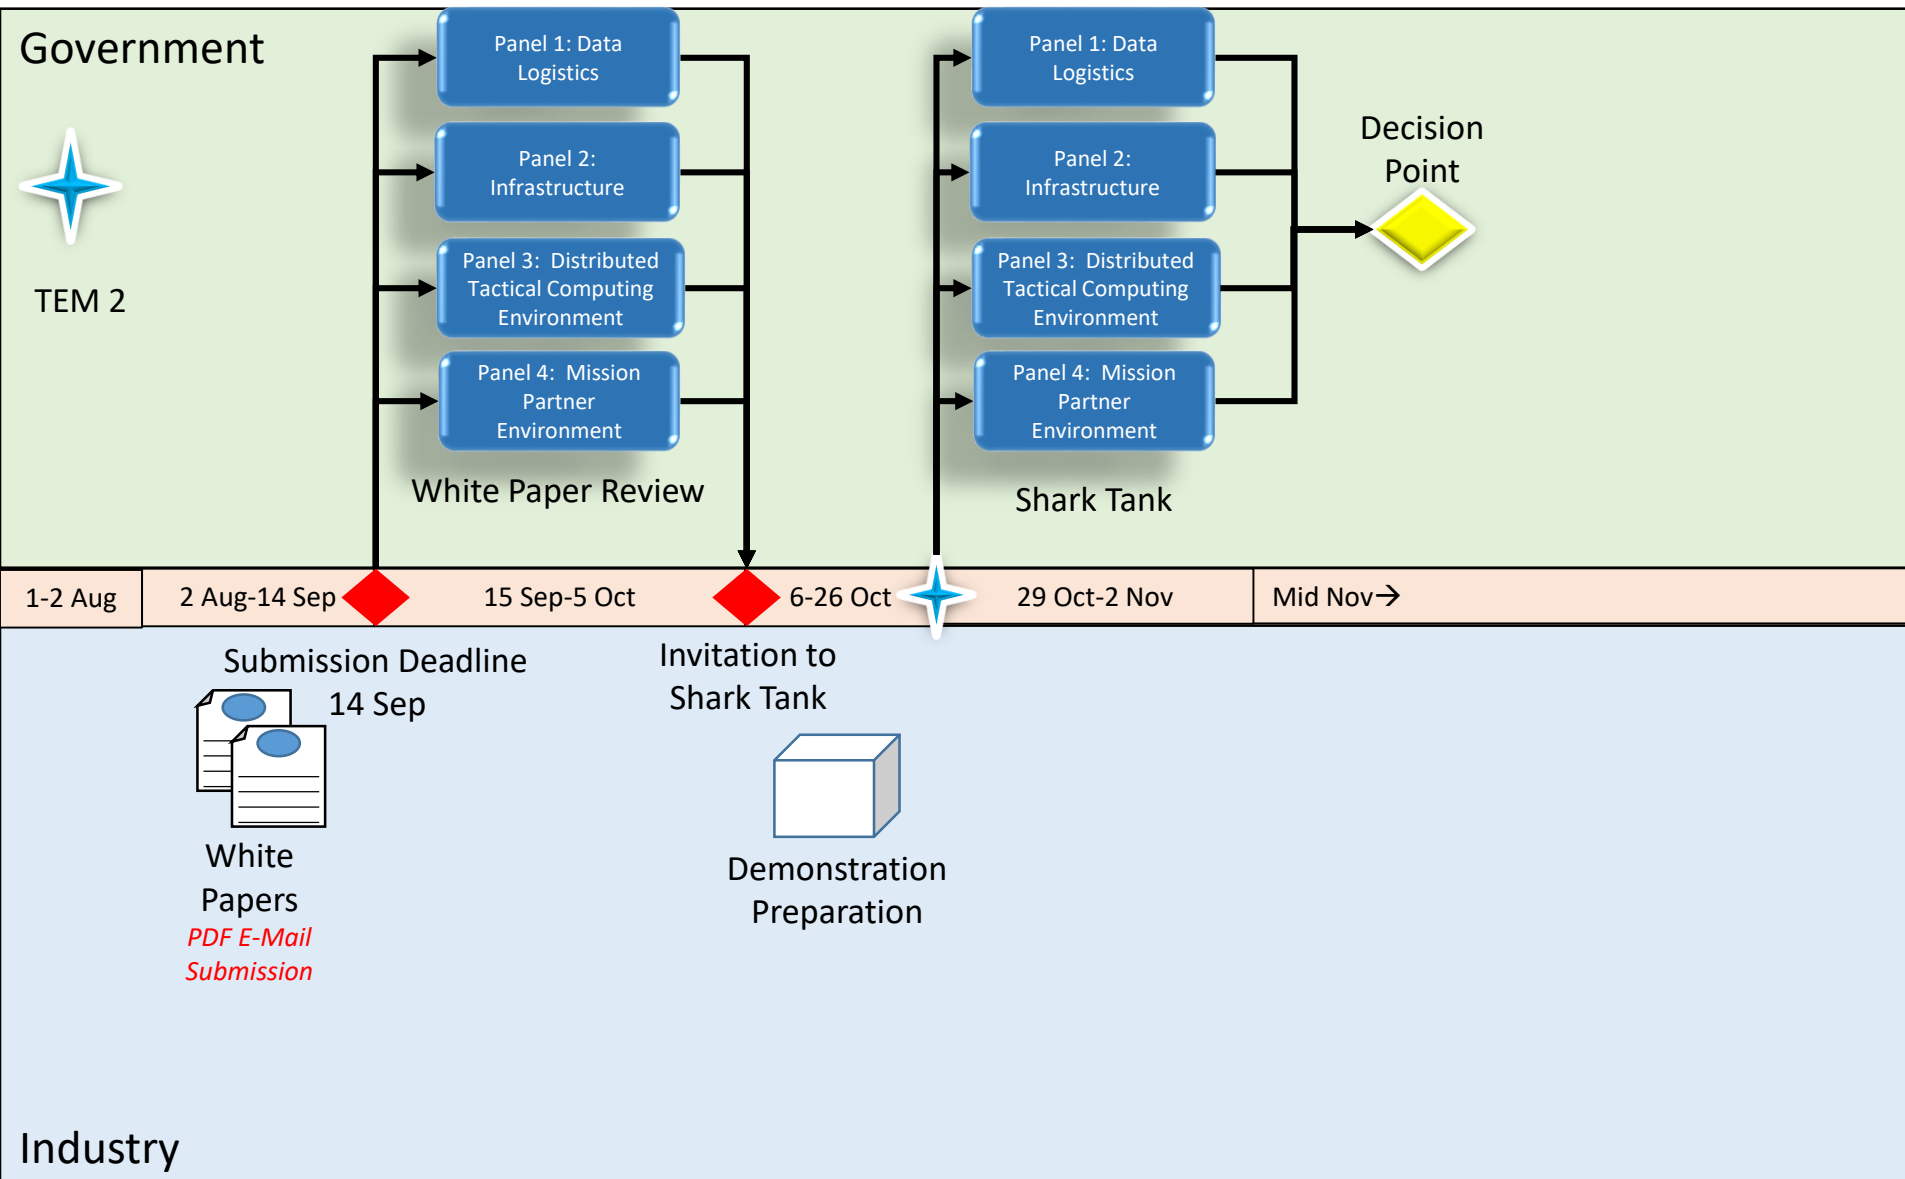 Government
TEM 2
Panel 1: Data
Logistics
Panel 2:
Infrastructure
Panel 3:  Distributed
Tactical Computing
Environment
Panel 4:  Mission
Partner
Environment
White Paper Review
Panel 1: Data
Logistics
Panel 2:
Infrastructure
Panel 3:  Distributed
Tactical Computing
Environment
Panel 4:  Mission
Partner
Environment
Shark Tank
Decision
Point
1-2 Aug
2 Aug-14 Sep
15 Sep-5 Oct
6-26 Oct
29 Oct-2 Nov
Mid Nov→
Submission Deadline
14 Sep
White
Papers
PDF E-Mail
Submission
Invitation to
Shark Tank
Demonstration
Preparation
Industry